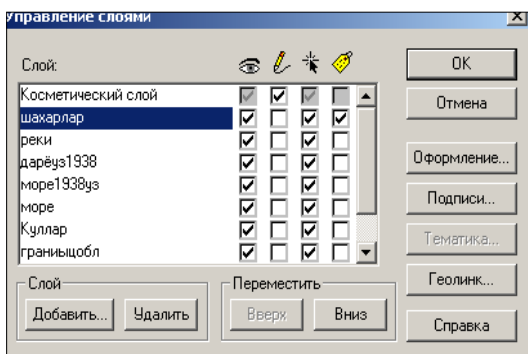 Управление слоями
Слой:
Косметический слой
шахарлар
реки
дарёуз1938
море1938уз
море
Куллар
граниыцобл
OK
Отмена
Оформление...
Подписи...
Тематика...
Геолинк...
Справка
Слой
Добавить...
Удалить
Переместить
Вверх
Вниз